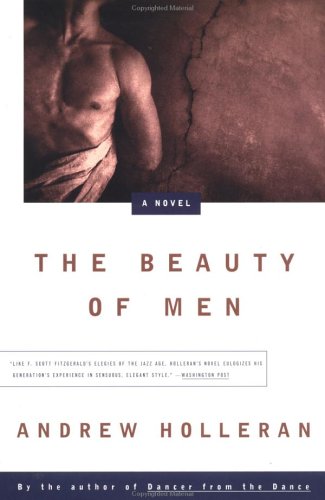 A NOVEL
THE BEAUTY
OF MEN
"LIKE F. SCOTT FITZGERALD'S ELEGIES OF THE JAZZ AGE, HOLLERAN'S NOVEL EULOGIZES HIS
GENERATION'S EXPERIENCE IN SENSUOUS, ELEGANT STYLE." —WASHINGTON POST
ANDREW HOLLERAN
By the author of Dancer from the Dance